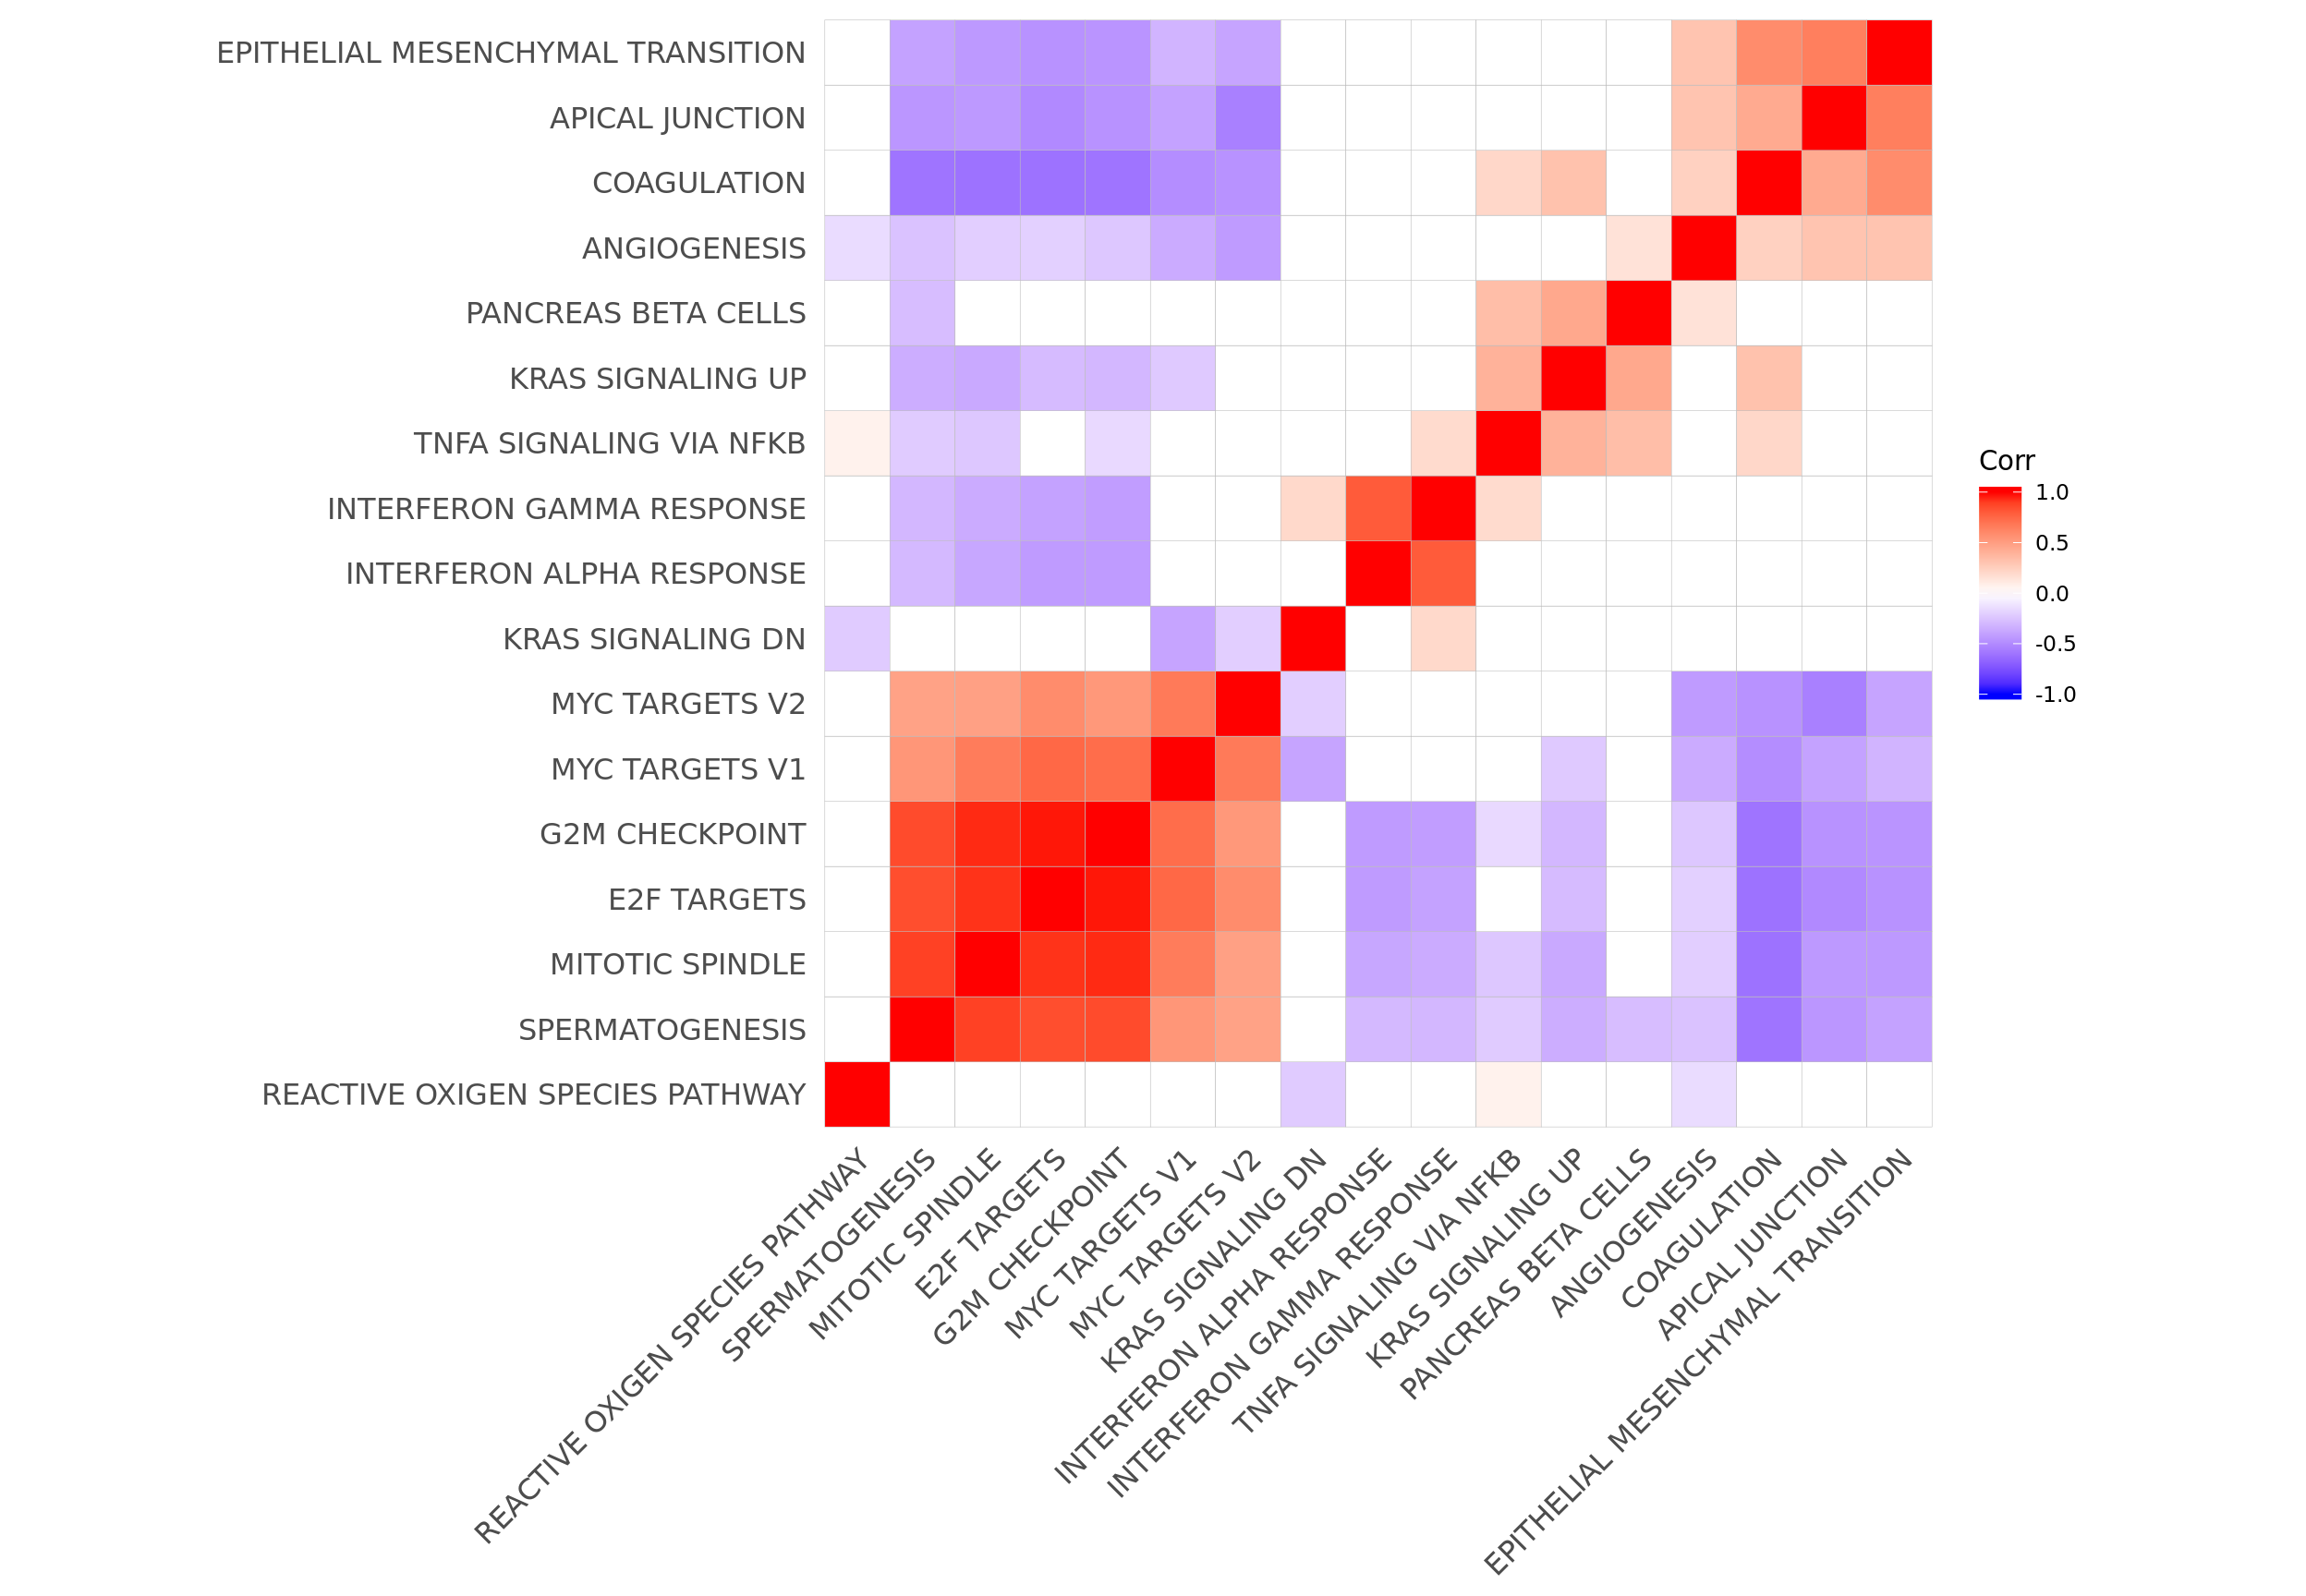 EPITHELIAL MESENCHYMAL TRANSITION
APICAL JUNCTION
COAGULATION
ANGIOGENESIS
PANCREAS BETA CELLS
KRAS SIGNALING UP
TNFA SIGNALING VIA NFKB
INTERFERON GAMMA RESPONSE
INTERFERON ALPHA RESPONSE
KRAS SIGNALING DN
MYC TARGETS V2
MYC TARGETS V1
G2M CHECKPOINT
E2F TARGETS
MITOTIC SPINDLE
SPERMATOGENESIS
REACTIVE OXIGEN SPECIES PATHWAY
REACTIVE OXIGEN SPECIES PATHWAY
SPERMATOGENESIS
MITOTIC SPINDLE
E2F TARGETS
G2M CHECKPOINT
MYC TARGETS V1
MYC TARGETS V2
KRAS SIGNALING DN
INTERFERON ALPHA RESPONSE
INTERFERON GAMMA RESPONSE
TNFA SIGNALING VIA NFKB
KRAS SIGNALING UP
PANCREAS BETA CELLS
ANGIOGENESIS
COAGULATION
APICAL JUNCTION
EPITHELIAL MESENCHYMAL TRANSITION
Corr
1.0
0.5
0.0
-0.5
-1.0